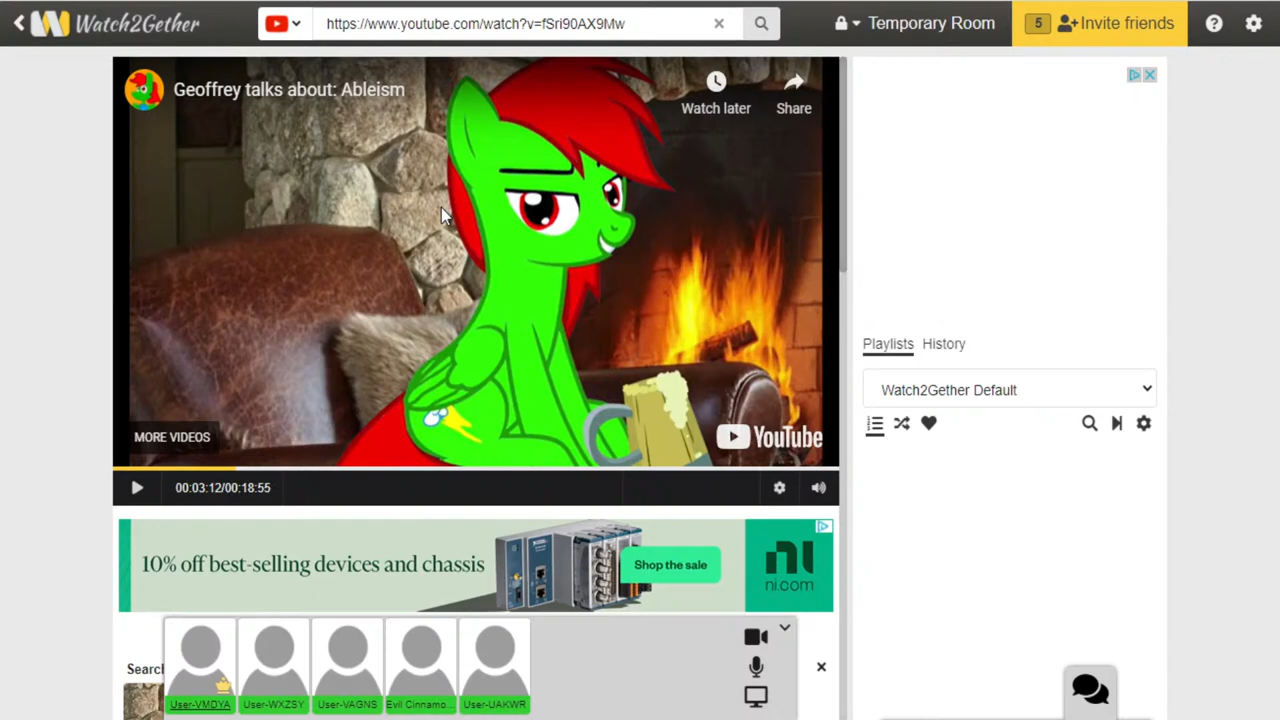 Watch2Gether
https://www.youtube.com/watch?v=fSri90AX9Mw
Temporary Room
5
Invite friends
Geoffrey talks about: Ableism
Watch later
Share
MORE VIDEOS
YouTube
Playlists
History
Watch2Gether Default
00:03:12/00:18:55
10% off best-selling devices and chassis
Shop the sale
ni
ni.com
Search
User-VMDYA
User-WXZSY
User-VAGNS
Evil Cinnamo...
User-UAKWR